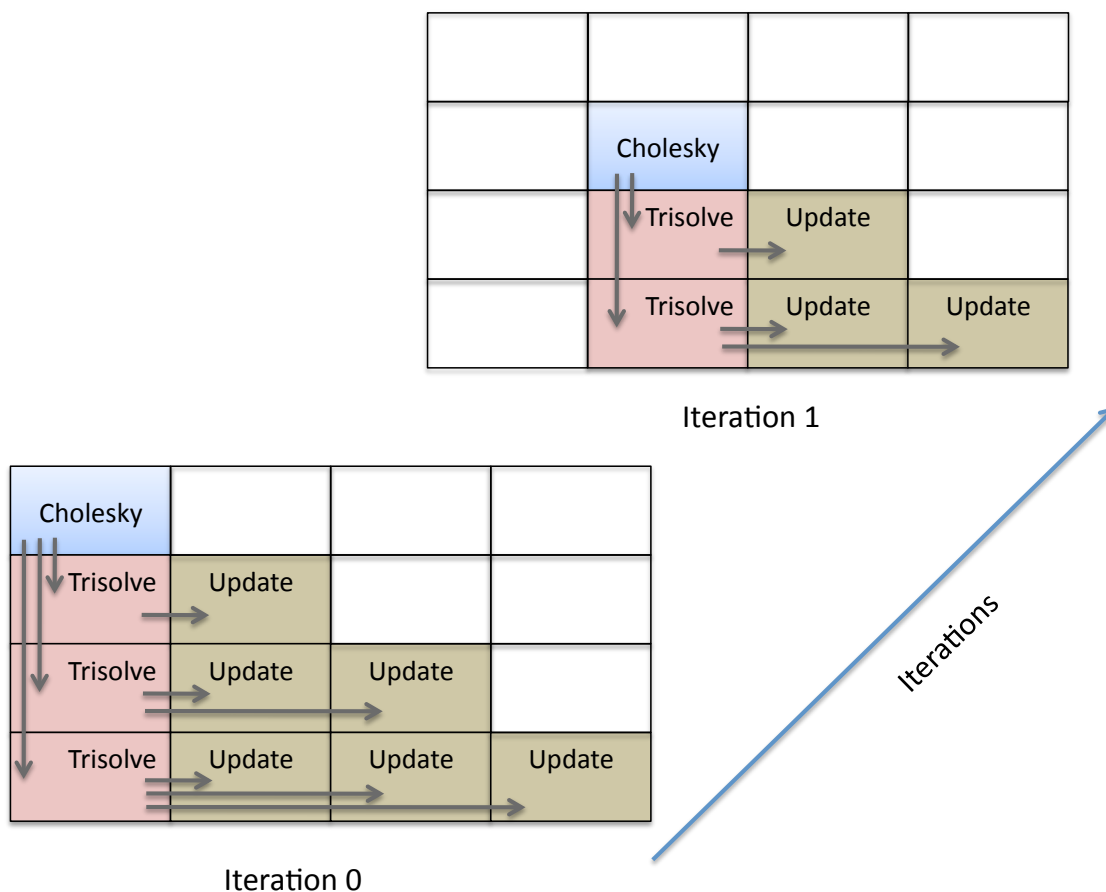 Cholesky
Trisolve Update
Trisolve Update Update
Iteration 1
Cholesky
Trisolve Update
Trisolve Update Update
Trisolve Update Update Update
Iteration 0
Iterations